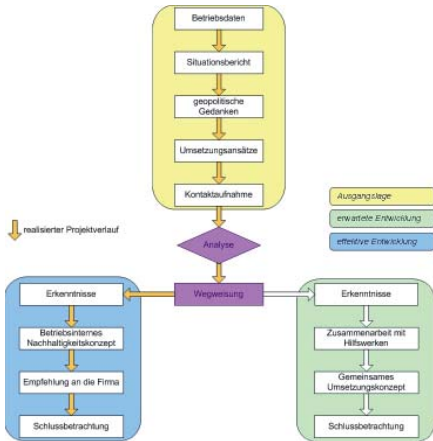 Betriebsdaten
Situationsbericht
geopolitische
Gedanken
Umsetzungsansätze
Kontaktaufnahme
Ausgangslage
erwartete Entwicklung
effektive Entwicklung
realisierter Projektverlauf
Analyse
Wegweisung
Erkenntnisse
Betriebsinternes
Nachhaltigkeitskonzept
Empfehlung an die Firma
Schlussbetrachtung
Erkenntnisse
Zusammenarbeit mit
Hilfswerken
Gemeinsames
Umsetzungskonzept
Schlussbetrachtung